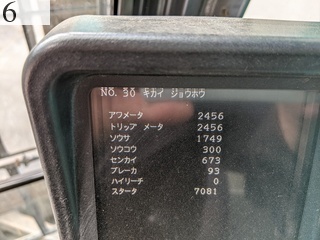 6
NO. 30 キカイ ジョウホウ
アワメータ 2456
トリップ メータ 2456
ソウサ 1749
ソウコウ 300
センカイ 673
ブレーカ 93
ハイリーチ 0
スタータ 7081